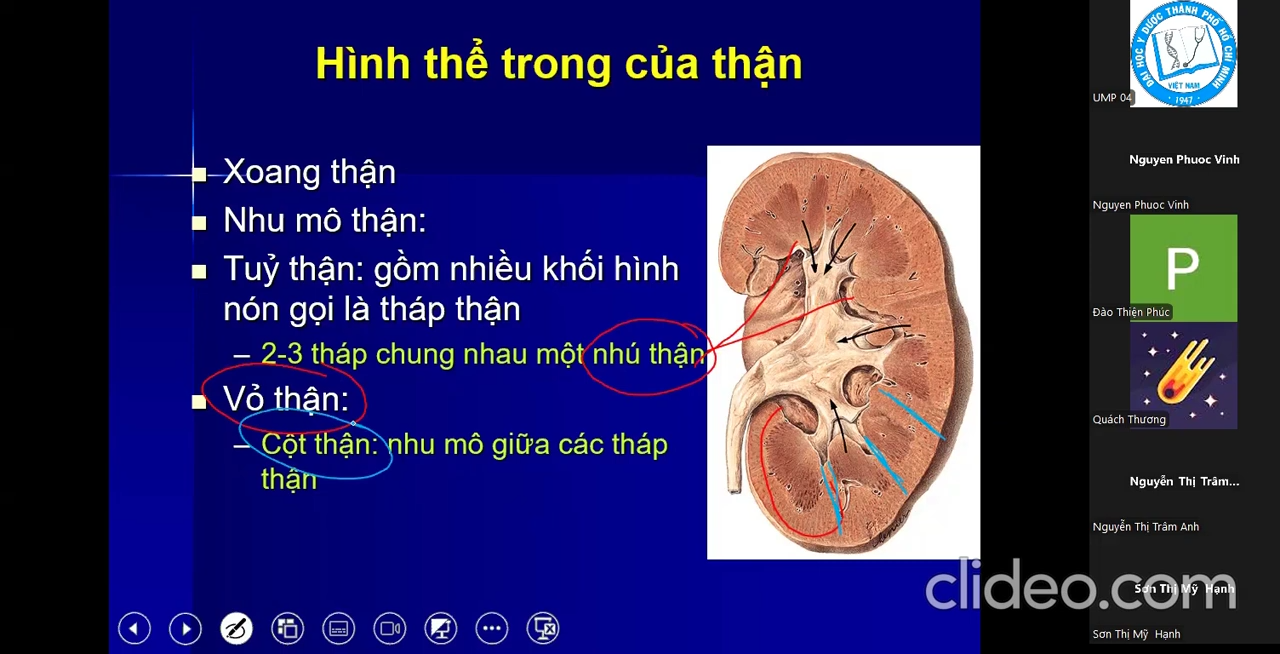 Hình thể trong của thận
Xoang thận
Nhu mô thận:
Tuỷ thận: gồm nhiều khối hình
nón gọi là tháp thận
– 2-3 tháp chung nhau một nhú thận
Vỏ thận:
– Cột thận: nhu mô giữa các tháp
thận
ĐẠI HỌC Y DƯỢC THÀNH PHỐ HỒ CHÍ MINH
VIỆT NAM
1947
UMP 04
Nguyen Phuoc Vinh
Nguyen Phuoc Vinh
P
Đào Thiện Phúc
Quách Thương
Nguyễn Thị Trâm...
Nguyễn Thị Trâm Anh
Sơn Thị Mỹ Hạnh
Sơn Thị Mỹ Hạnh
clideo.com